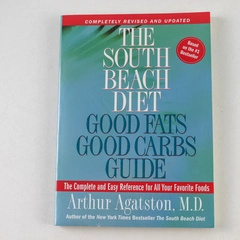 COMPLETELY REVISED AND UPDATED
THE
SOUTH
BEACH
DIET
Based
on the #1
Bestseller
GOOD FATS
GOOD CARBS
GUIDE
The Complete and Easy Reference for All Your Favorite Foods
Arthur Agatston, M.D.
Author of the New York Times Bestseller The South Beach Diet